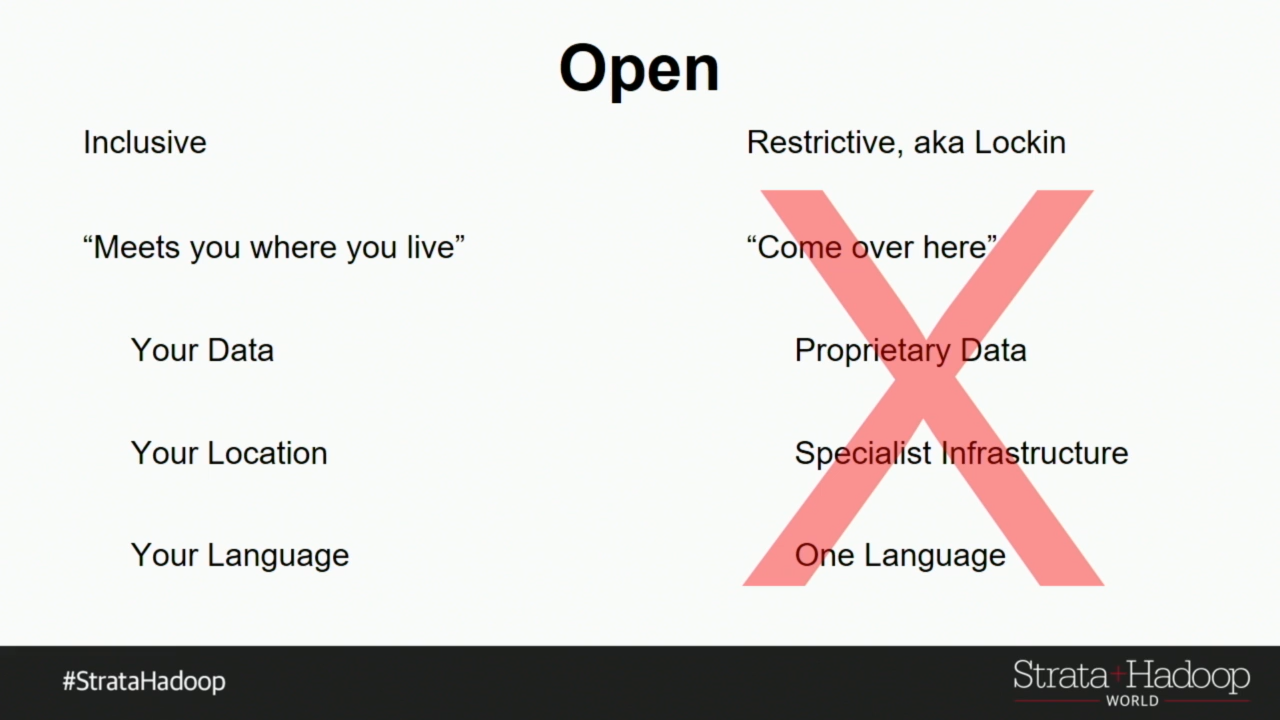 Open
Inclusive
“Meets you where you live”
Your Data
Your Location
Your Language
Restrictive, aka Lockin
“Come over here”
Proprietary Data
Specialist Infrastructure
One Language
#StrataHadoop
Strata+Hadoop
WORLD